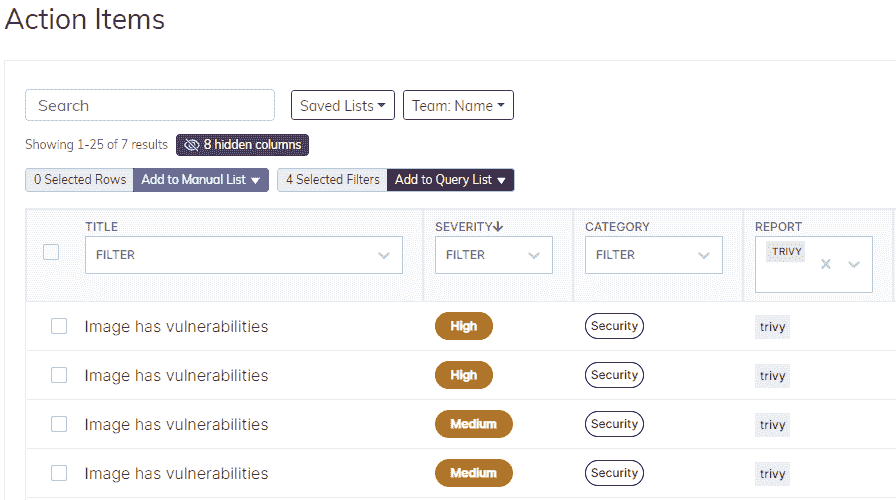 Action Items
Search
Saved Lists
Team: Name
Showing 1-25 of 7 results
8 hidden columns
0 Selected Rows
Add to Manual List
4 Selected Filters
Add to Query List
TITLE
SEVERITY
CATEGORY
REPORT
FILTER
FILTER
FILTER
TRIVY
Image has vulnerabilities
High
Security
trivy
Image has vulnerabilities
High
Security
trivy
Image has vulnerabilities
Medium
Security
trivy
Image has vulnerabilities
Medium
Security
trivy